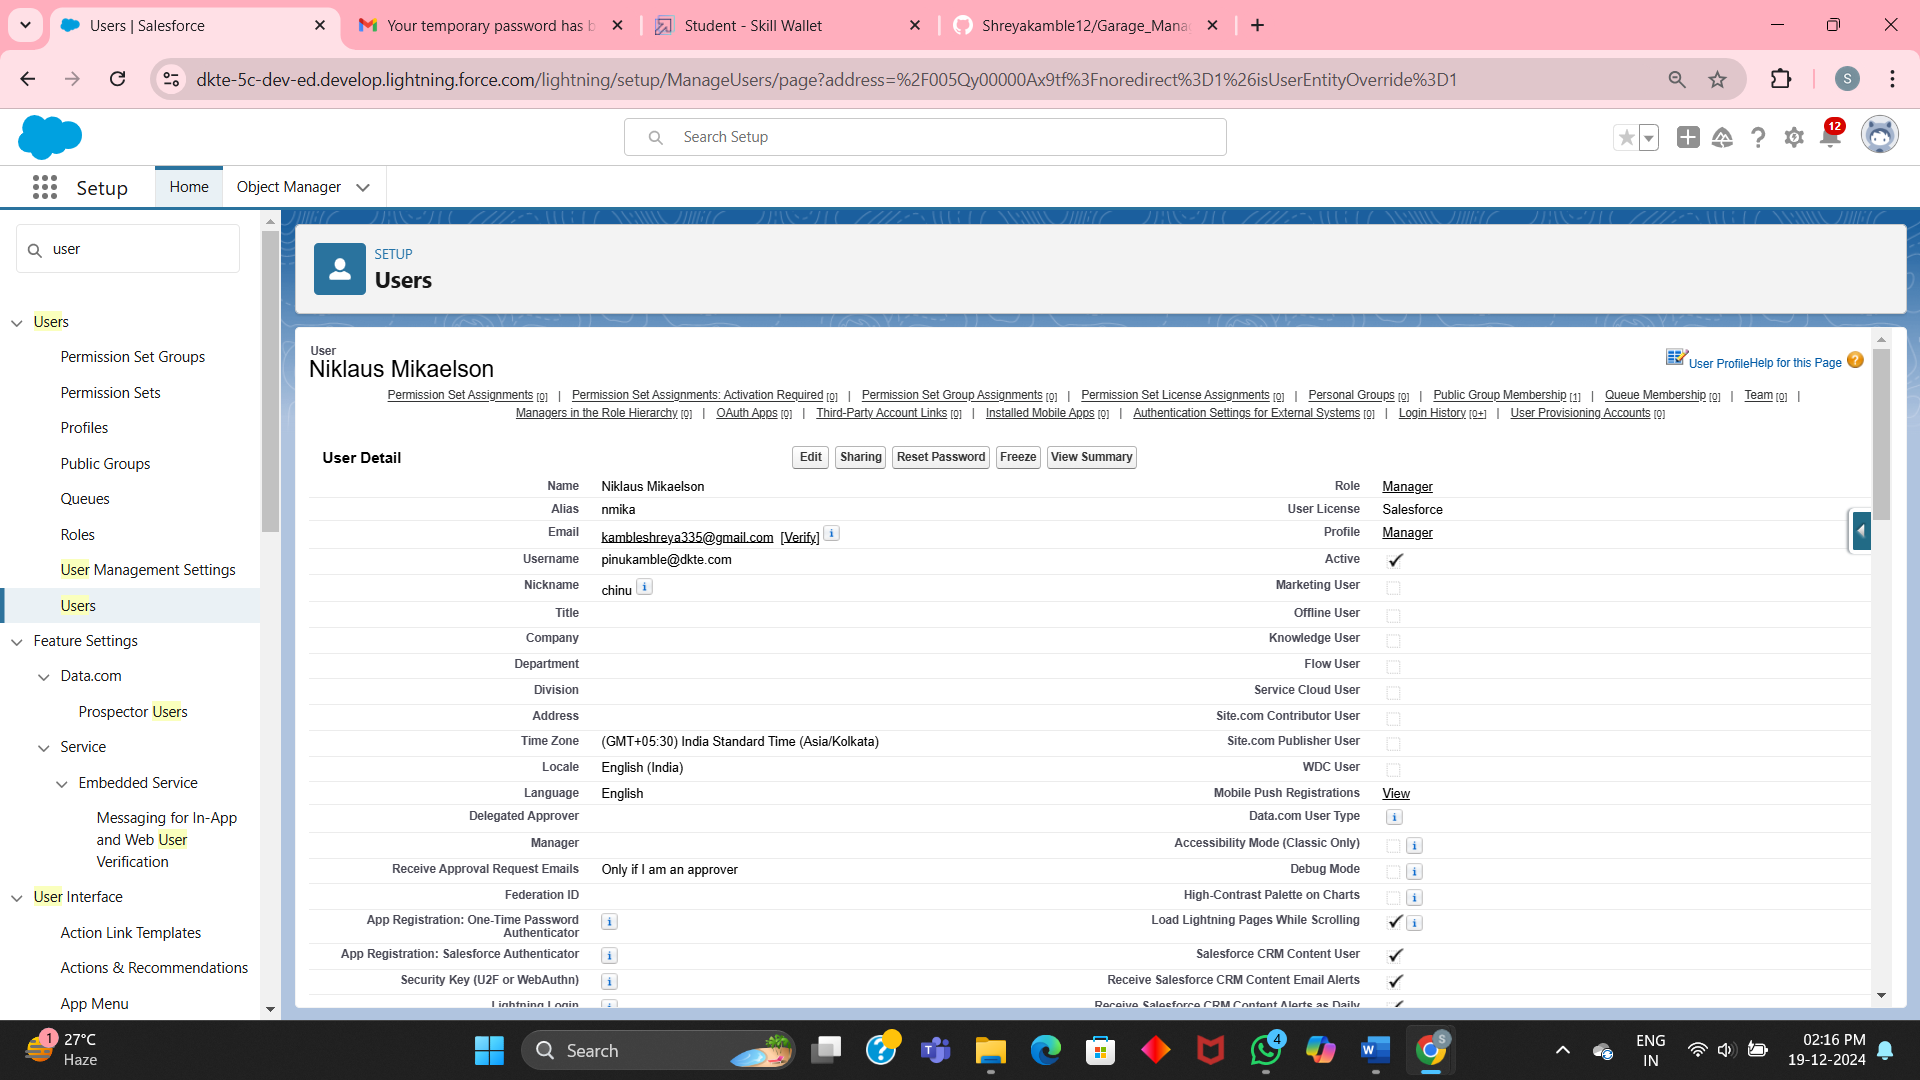 Users | Salesforce
Your temporary password has b
Student - Skill Wallet
Shreyakamble12/Garage_Mana
dkte-5c-dev-ed.develop.lightning.force.com/lightning/setup/ManageUsers/page?address=%2F005Qy00000Ax9tf%3Fnoredirect%3D1%26isUserEntityOverride%3D1
S
Search Setup
12
Setup
Home
Object Manager
user
Users
Permission Set Groups
Permission Sets
Profiles
Public Groups
Queues
Roles
User Management Settings
Users
Feature Settings
Data.com
Prospector Users
Service
Embedded Service
Messaging for In-App
and Web User
Verification
User Interface
Action Link Templates
Actions & Recommendations
App Menu
SETUP
Users
User
Niklaus Mikaelson
User Profile Help for this Page ?
Permission Set Assignments [0] | Permission Set Assignments: Activation Required [0] | Permission Set Group Assignments [0] | Permission Set License Assignments [0] | Personal Groups [0] | Public Group Membership [1] | Queue Membership [0] | Team [0] |
Managers in the Role Hierarchy [0] | OAuth Apps [0] | Third-Party Account Links [0] | Installed Mobile Apps [0] | Authentication Settings for External Systems [0] | Login History [0+] | User Provisioning Accounts [0]
User Detail
Edit Sharing Reset Password Freeze View Summary
Name Niklaus Mikaelson Role Manager
Alias nmika User License Salesforce
Email kambleshreya335@gmail.com [Verify] i Profile Manager
Username pinukamble@dkte.com Active
Nickname chinu i Marketing User
Title Offline User
Company Knowledge User
Department Flow User
Division Service Cloud User
Address Site.com Contributor User
Time Zone (GMT+05:30) India Standard Time (Asia/Kolkata) Site.com Publisher User
Locale English (India) WDC User
Language English Mobile Push Registrations View
Delegated Approver Data.com User Type i
Manager Accessibility Mode (Classic Only) i
Receive Approval Request Emails Only if I am an approver Debug Mode i
Federation ID High-Contrast Palette on Charts i
App Registration: One-Time Password
Authenticator i Load Lightning Pages While Scrolling i
App Registration: Salesforce Authenticator i Salesforce CRM Content User
Security Key (U2F or WebAuthn) i Receive Salesforce CRM Content Email Alerts
Lightning Login i Receive Salesforce CRM Content Alerts as Daily
1
27°C
Haze
Search
4
S
ENG
IN
02:16 PM
19-12-2024